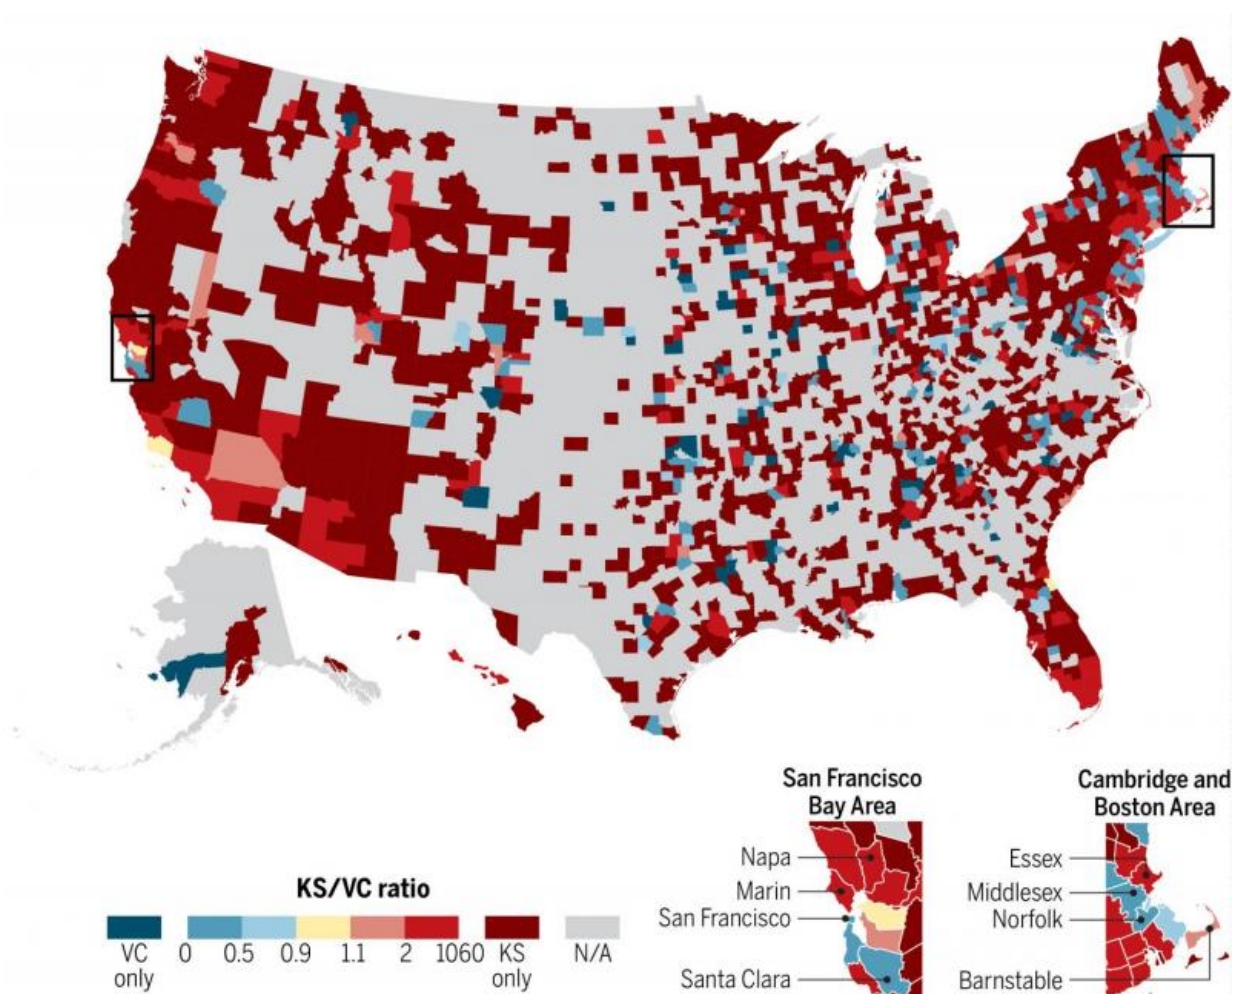 San Francisco
Bay Area
Napa
Marin
San Francisco
Santa Clara
Cambridge and
Boston Area
Essex
Middlesex
Norfolk
Barnstable
KS/VC ratio
VC only
0
0.5
0.9
1.1
2
1060
KS only
N/A